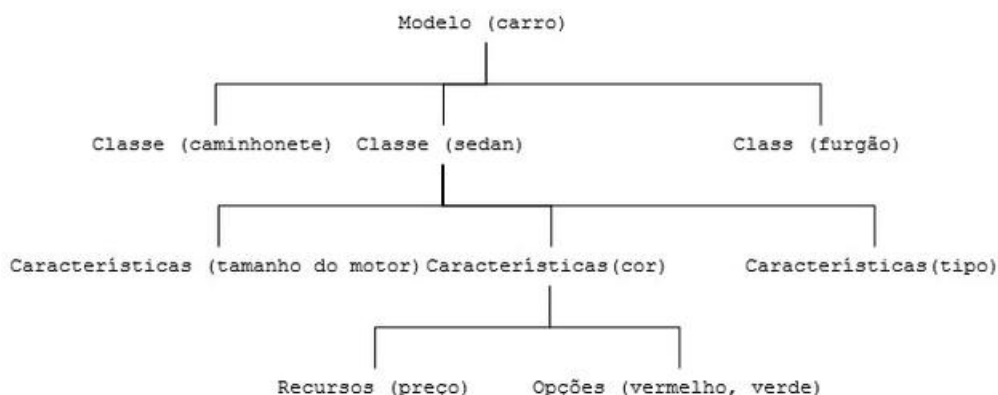 Modelo (carro)
Classe (caminhonete) Classe (sedan) Class (furgão)
Características (tamanho do motor) Características(cor) Características(tipo)
Recursos (preço) Opções (vermelho, verde)